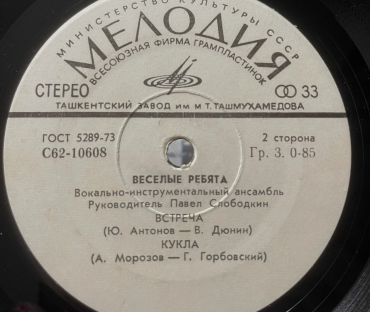 МИНИСТЕРСТВО КУЛЬТУРЫ СССР
МЕЛОДИЯ
ВСЕСОЮЗНАЯ ФИРМА ГРАМПЛАСТИНОК
СТЕРЕО 33
ТАШКЕНТСКИЙ ЗАВОД им М Т. ТАШМУХАМЕДОВА
ГОСТ 5289-73 2 сторона
С62-10608 Гр. 3. 0-85
ВЕСЕЛЫЕ РЕБЯТА
Вокально-инструментальный ансамбль
Руководитель Павел Слободкин
ВСТРЕЧА
(Ю. Антонов — В. Дюнин)
КУКЛА
(А. Морозов — Г. Горбовский)